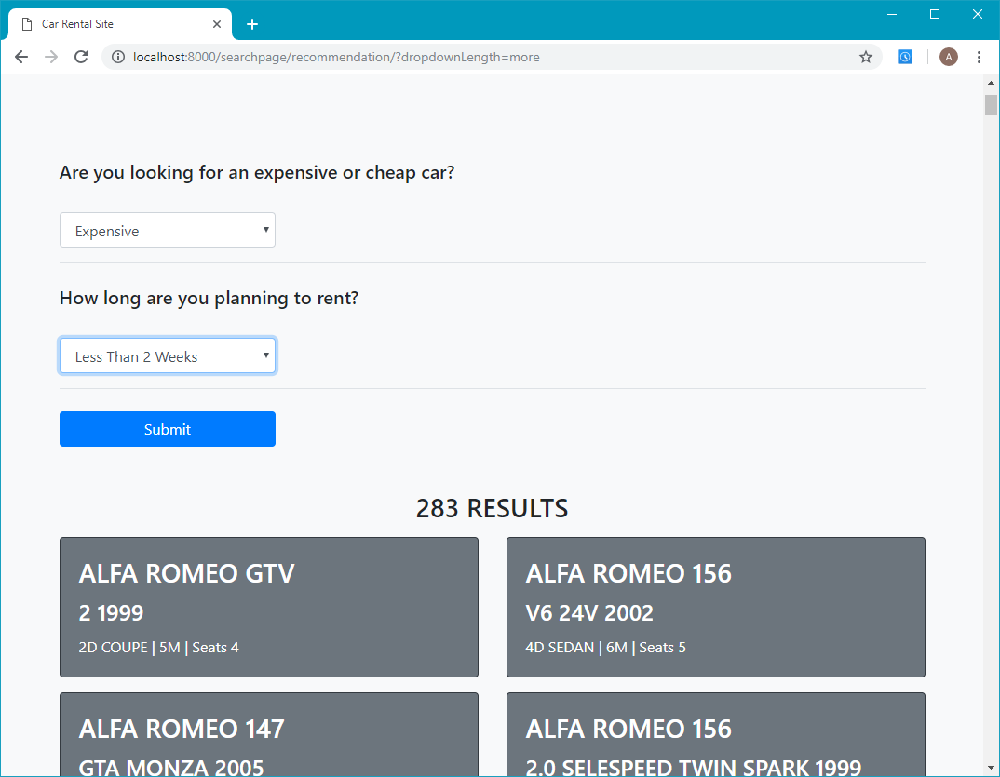 Car Rental Site
localhost:8000/searchpage/recommendation/?dropdownLength=more
A
Are you looking for an expensive or cheap car?
Expensive
How long are you planning to rent?
Less Than 2 Weeks
Submit
283 RESULTS
ALFA ROMEO GTV
2 1999
2D COUPE | 5M | Seats 4
ALFA ROMEO 156
V6 24V 2002
4D SEDAN | 6M | Seats 5
ALFA ROMEO 147
GTA MONZA 2005
ALFA ROMEO 156
2.0 SELESPEED TWIN SPARK 1999